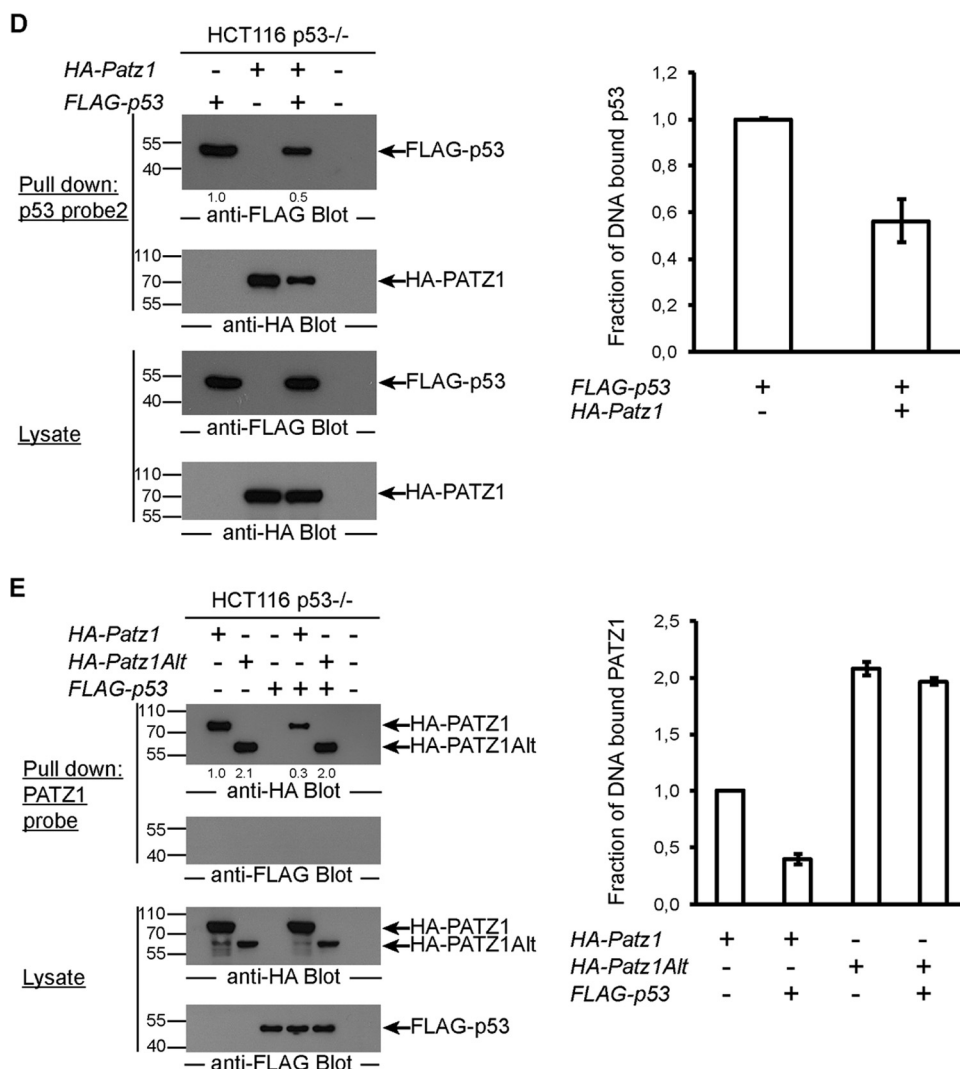 D
HCT116 p53-/-
HA-Patz1 - + + -
FLAG-p53 + - + -
Pull down:
p53 probe2
55
40
FLAG-p53
1.0 0.5
anti-FLAG Blot
110
70
55
HA-PATZ1
anti-HA Blot
Lysate
55
40
FLAG-p53
anti-FLAG Blot
110
70
55
HA-PATZ1
anti-HA Blot
Fraction of DNA bound p53
1,2
1,0
0,8
0,6
0,4
0,2
0,0
FLAG-p53 + +
HA-Patz1 - +
E
HCT116 p53-/-
HA-Patz1 + - - + - -
HA-Patz1Alt - + - - + -
FLAG-p53 - - + + + -
Pull down:
PATZ1
probe
110
70
55
HA-PATZ1
HA-PATZ1Alt
1.0 2.1 0.3 2.0
anti-HA Blot
55
40
anti-FLAG Blot
Lysate
110
70
55
HA-PATZ1
HA-PATZ1Alt
anti-HA Blot
55
40
FLAG-p53
anti-FLAG Blot
Fraction of DNA bound PATZ1
2,5
2,0
1,5
1,0
0,5
0,0
HA-Patz1 + + - -
HA-Patz1Alt - - + +
FLAG-p53 - + - +